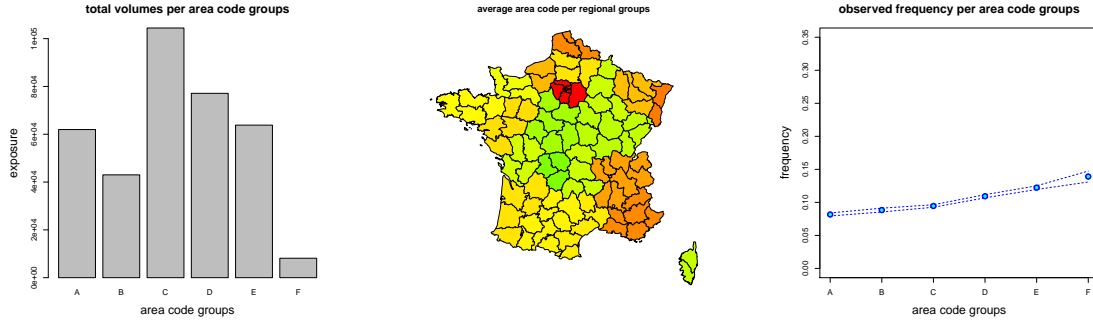 total volumes per area code groups
exposure
1e+05
8e+04
6e+04
4e+04
2e+04
0e+00
A B C D E F
area code groups
average area code per regional groups
observed frequency per area code groups
frequency
0.35
0.30
0.25
0.20
0.15
0.10
0.05
0.00
A B C D E F
area code groups